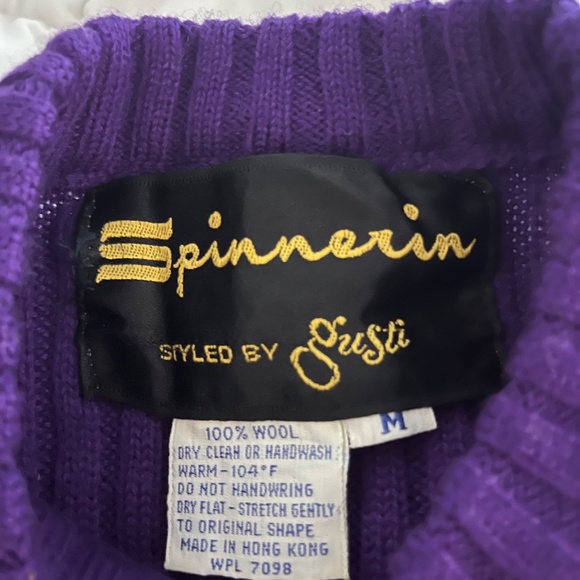 Spinnerin
STYLED BY gusti
M
100% WOOL
DRY CLEAN OR HANDWASH
WARM-104°F
DO NOT HANDWRING
DRY FLAT-STRETCH GENTLY
TO ORIGINAL SHAPE
MADE IN HONG KONG
WPL 7098